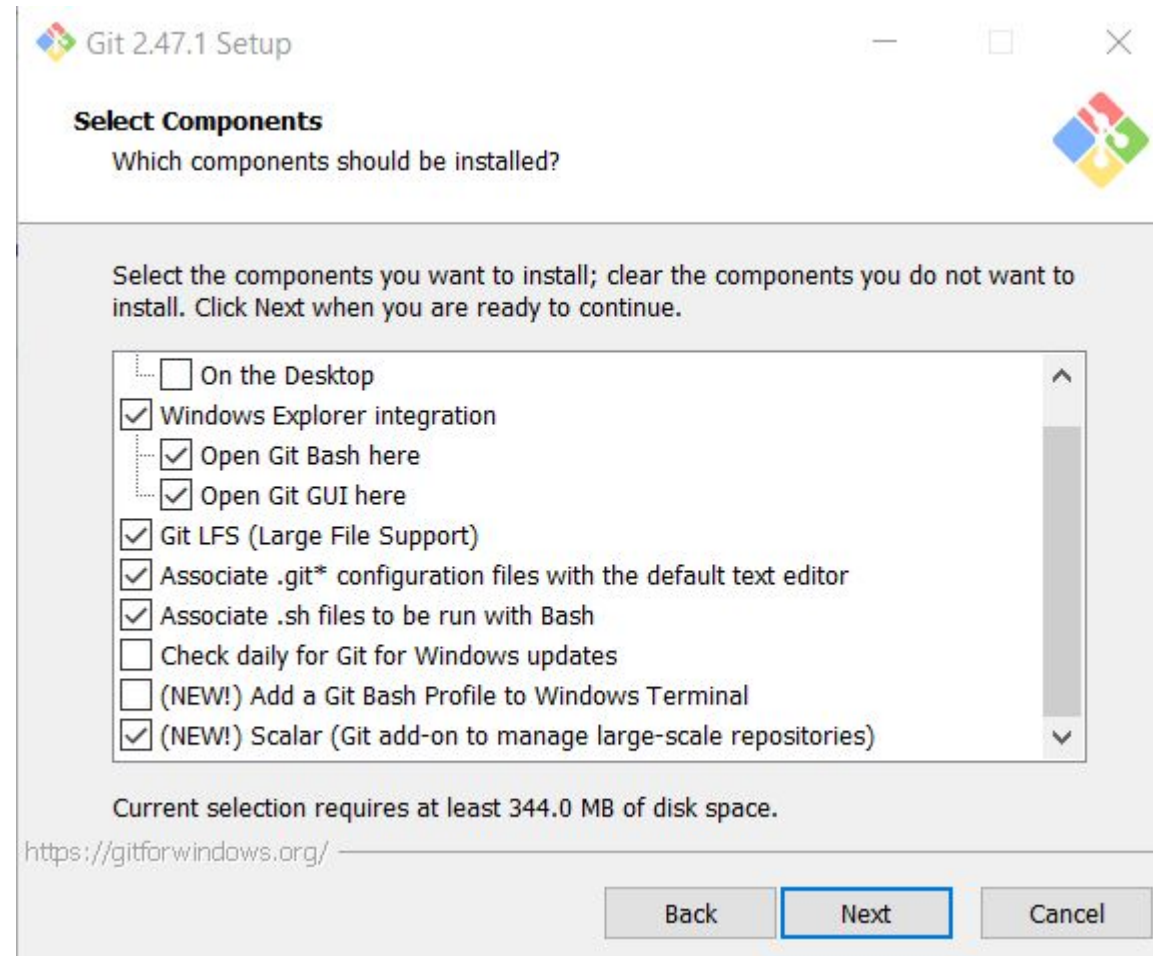 Git 2.47.1 Setup
Select Components
Which components should be installed?
Select the components you want to install; clear the components you do not want to
install. Click Next when you are ready to continue.
On the Desktop
Windows Explorer integration
Open Git Bash here
Open Git GUI here
Git LFS (Large File Support)
Associate .git* configuration files with the default text editor
Associate .sh files to be run with Bash
Check daily for Git for Windows updates
(NEW!) Add a Git Bash Profile to Windows Terminal
(NEW!) Scalar (Git add-on to manage large-scale repositories)
Current selection requires at least 344.0 MB of disk space.
https://gitforwindows.org/
Back Next Cancel